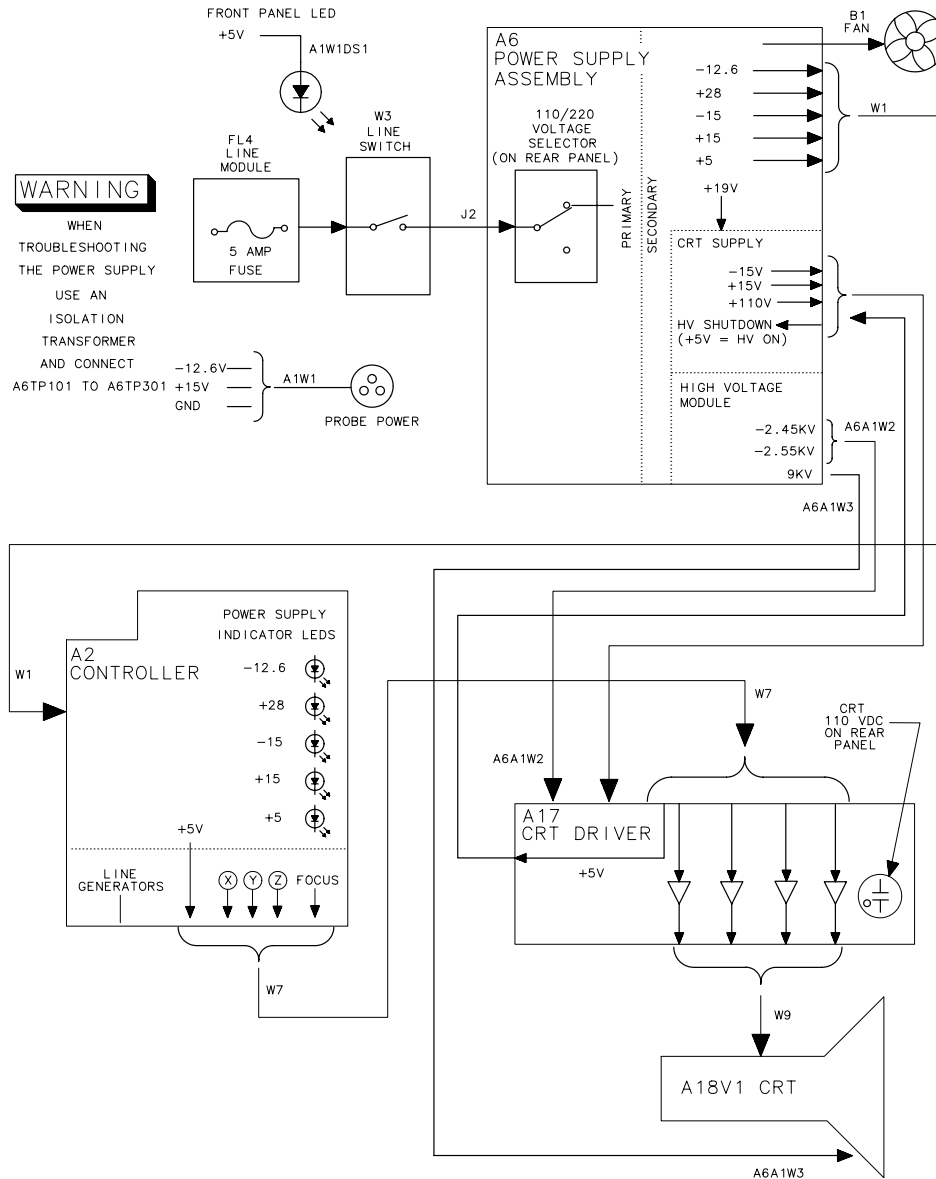 FRONT PANEL LED
+5V
A1W1DS1
FL4
LINE
MODULE
5 AMP
FUSE
W3
LINE
SWITCH
J2
WARNING
WHEN
TROUBLESHOOTING
THE POWER SUPPLY
USE AN
ISOLATION
TRANSFORMER
AND CONNECT
A6TP101 TO A6TP301
-12.6V
+15V
GND
A1W1
PROBE POWER
A6
POWER SUPPLY
ASSEMBLY
110/220
VOLTAGE
SELECTOR
(ON REAR PANEL)
PRIMARY
SECONDARY
B1
FAN
-12.6
+28
-15
+15
+5
W1
+19V
CRT SUPPLY
-15V
+15V
+110V
HV SHUTDOWN
(+5V = HV ON)
HIGH VOLTAGE
MODULE
-2.45KV
-2.55KV
9KV
A6A1W2
A6A1W3
A2
CONTROLLER
W1
POWER SUPPLY
INDICATOR LEDS
-12.6
+28
-15
+15
+5
+5V
LINE
GENERATORS
X Y Z FOCUS
W7
W7
A6A1W2
CRT
110 VDC
ON REAR
PANEL
A17
CRT DRIVER
+5V
W9
A18V1 CRT
A6A1W3